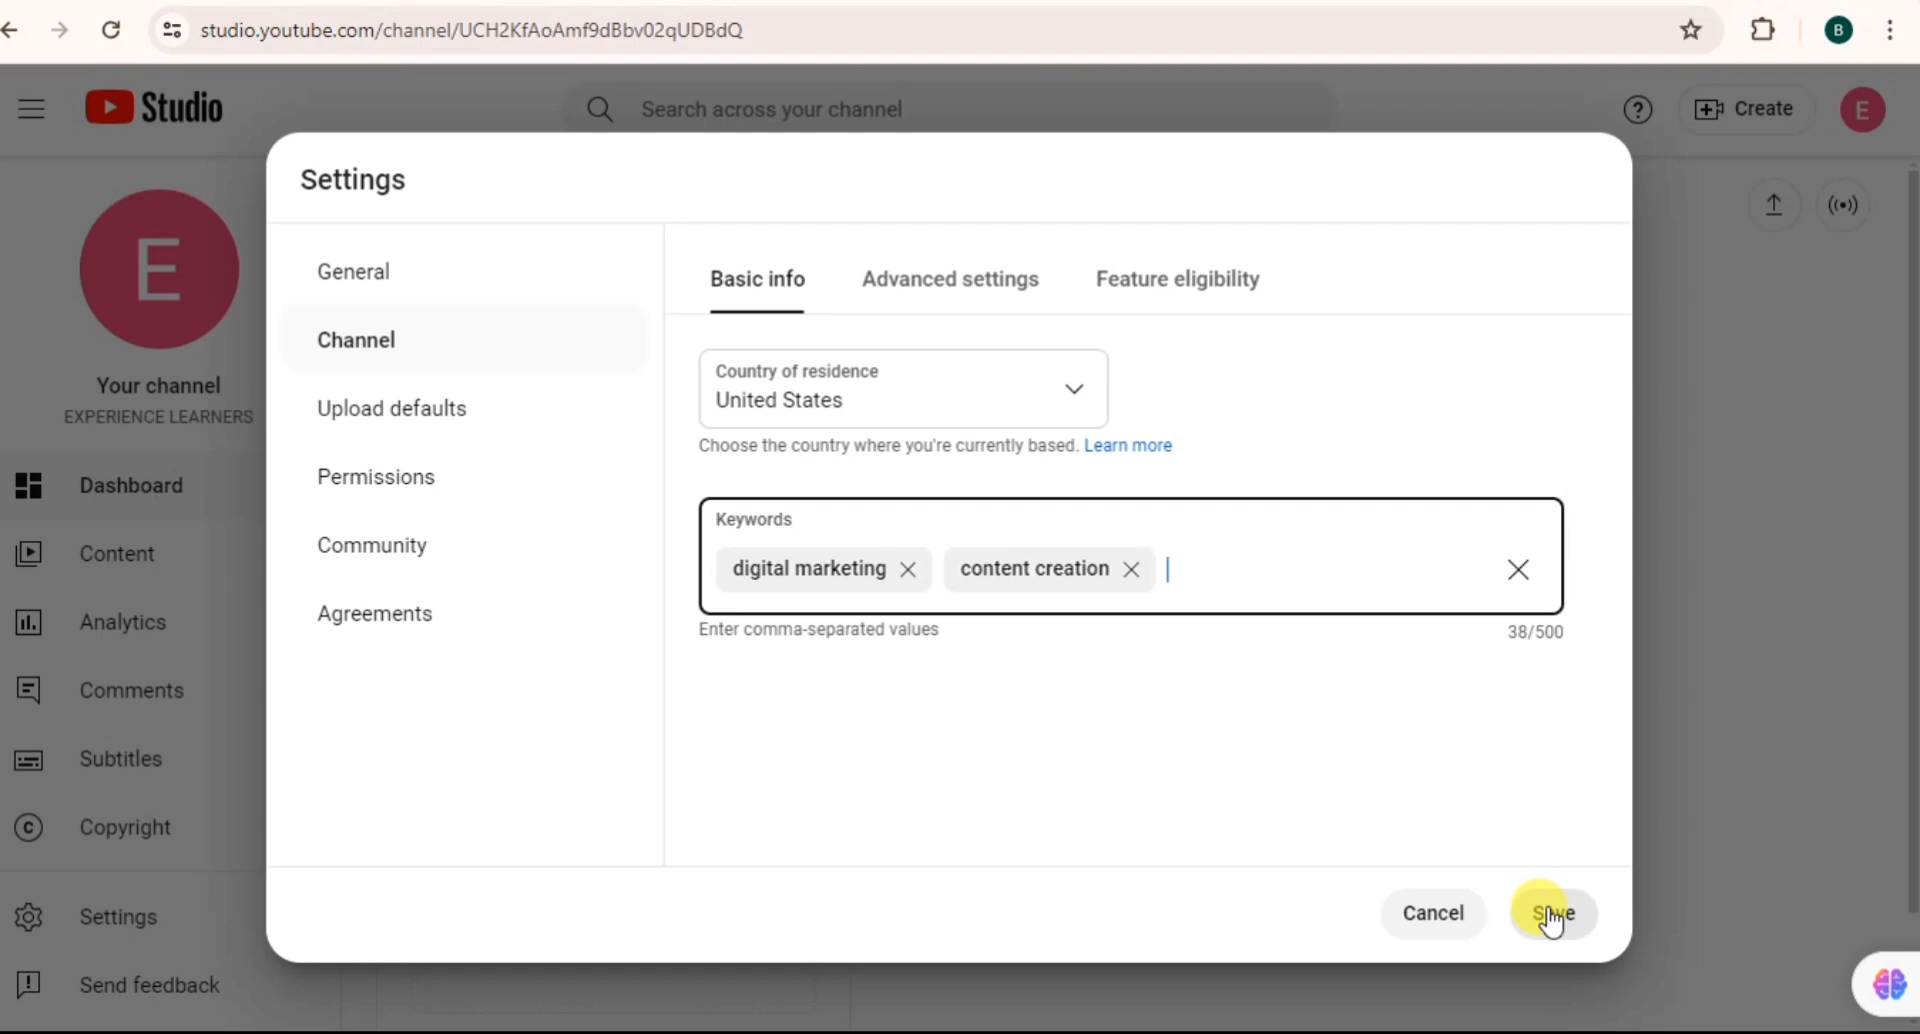 studio.youtube.com/channel/UCH2KfAoAmf9dBbv02qUDBdQ
B
Studio
Search across your channel
Create
E
Settings
E
Your channel
EXPERIENCE LEARNERS
Dashboard
Content
Analytics
Comments
Subtitles
Copyright
Settings
Send feedback
General
Channel
Upload defaults
Permissions
Community
Agreements
Basic info Advanced settings Feature eligibility
Country of residence
United States
Choose the country where you're currently based. Learn more
Keywords
digital marketing content creation
Enter comma-separated values 38/500
Cancel Save